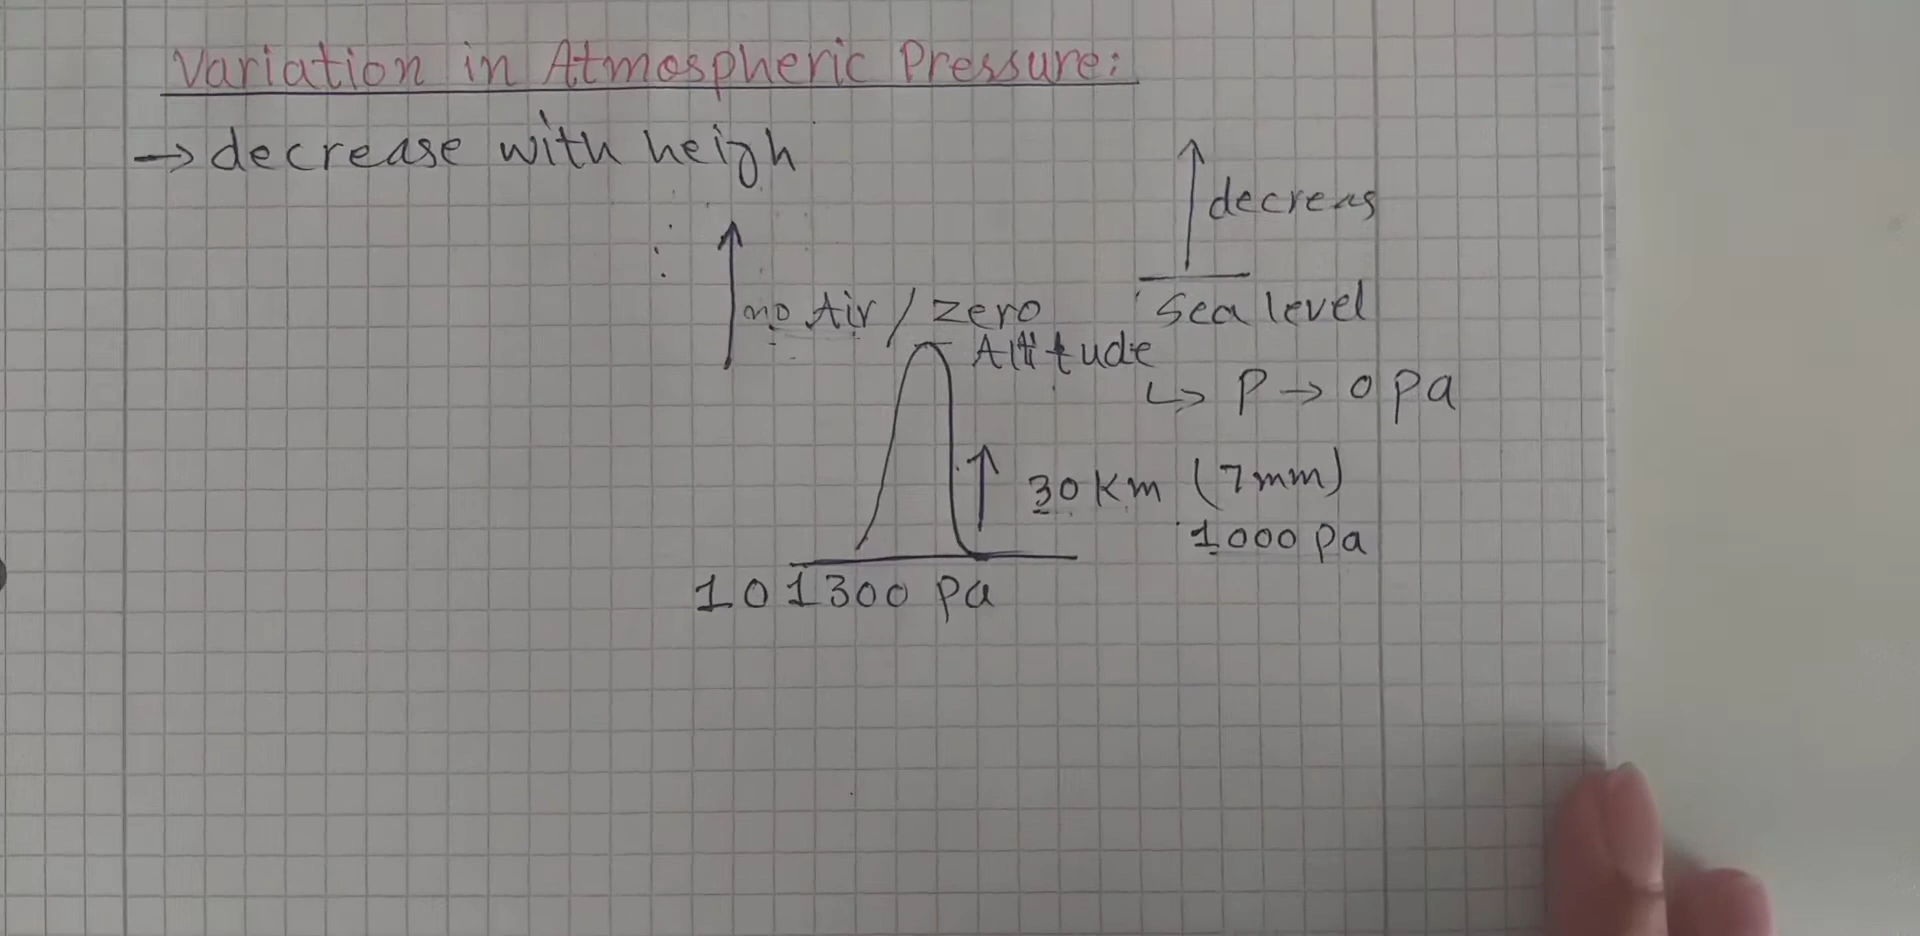 Variation in Atmospheric Pressure:
→ decrease with heigh
decreas
Sea level
no Air / zero
Altitude
↳ P → 0 pa
30 Km (7mm)
1000 pa
101300 pa